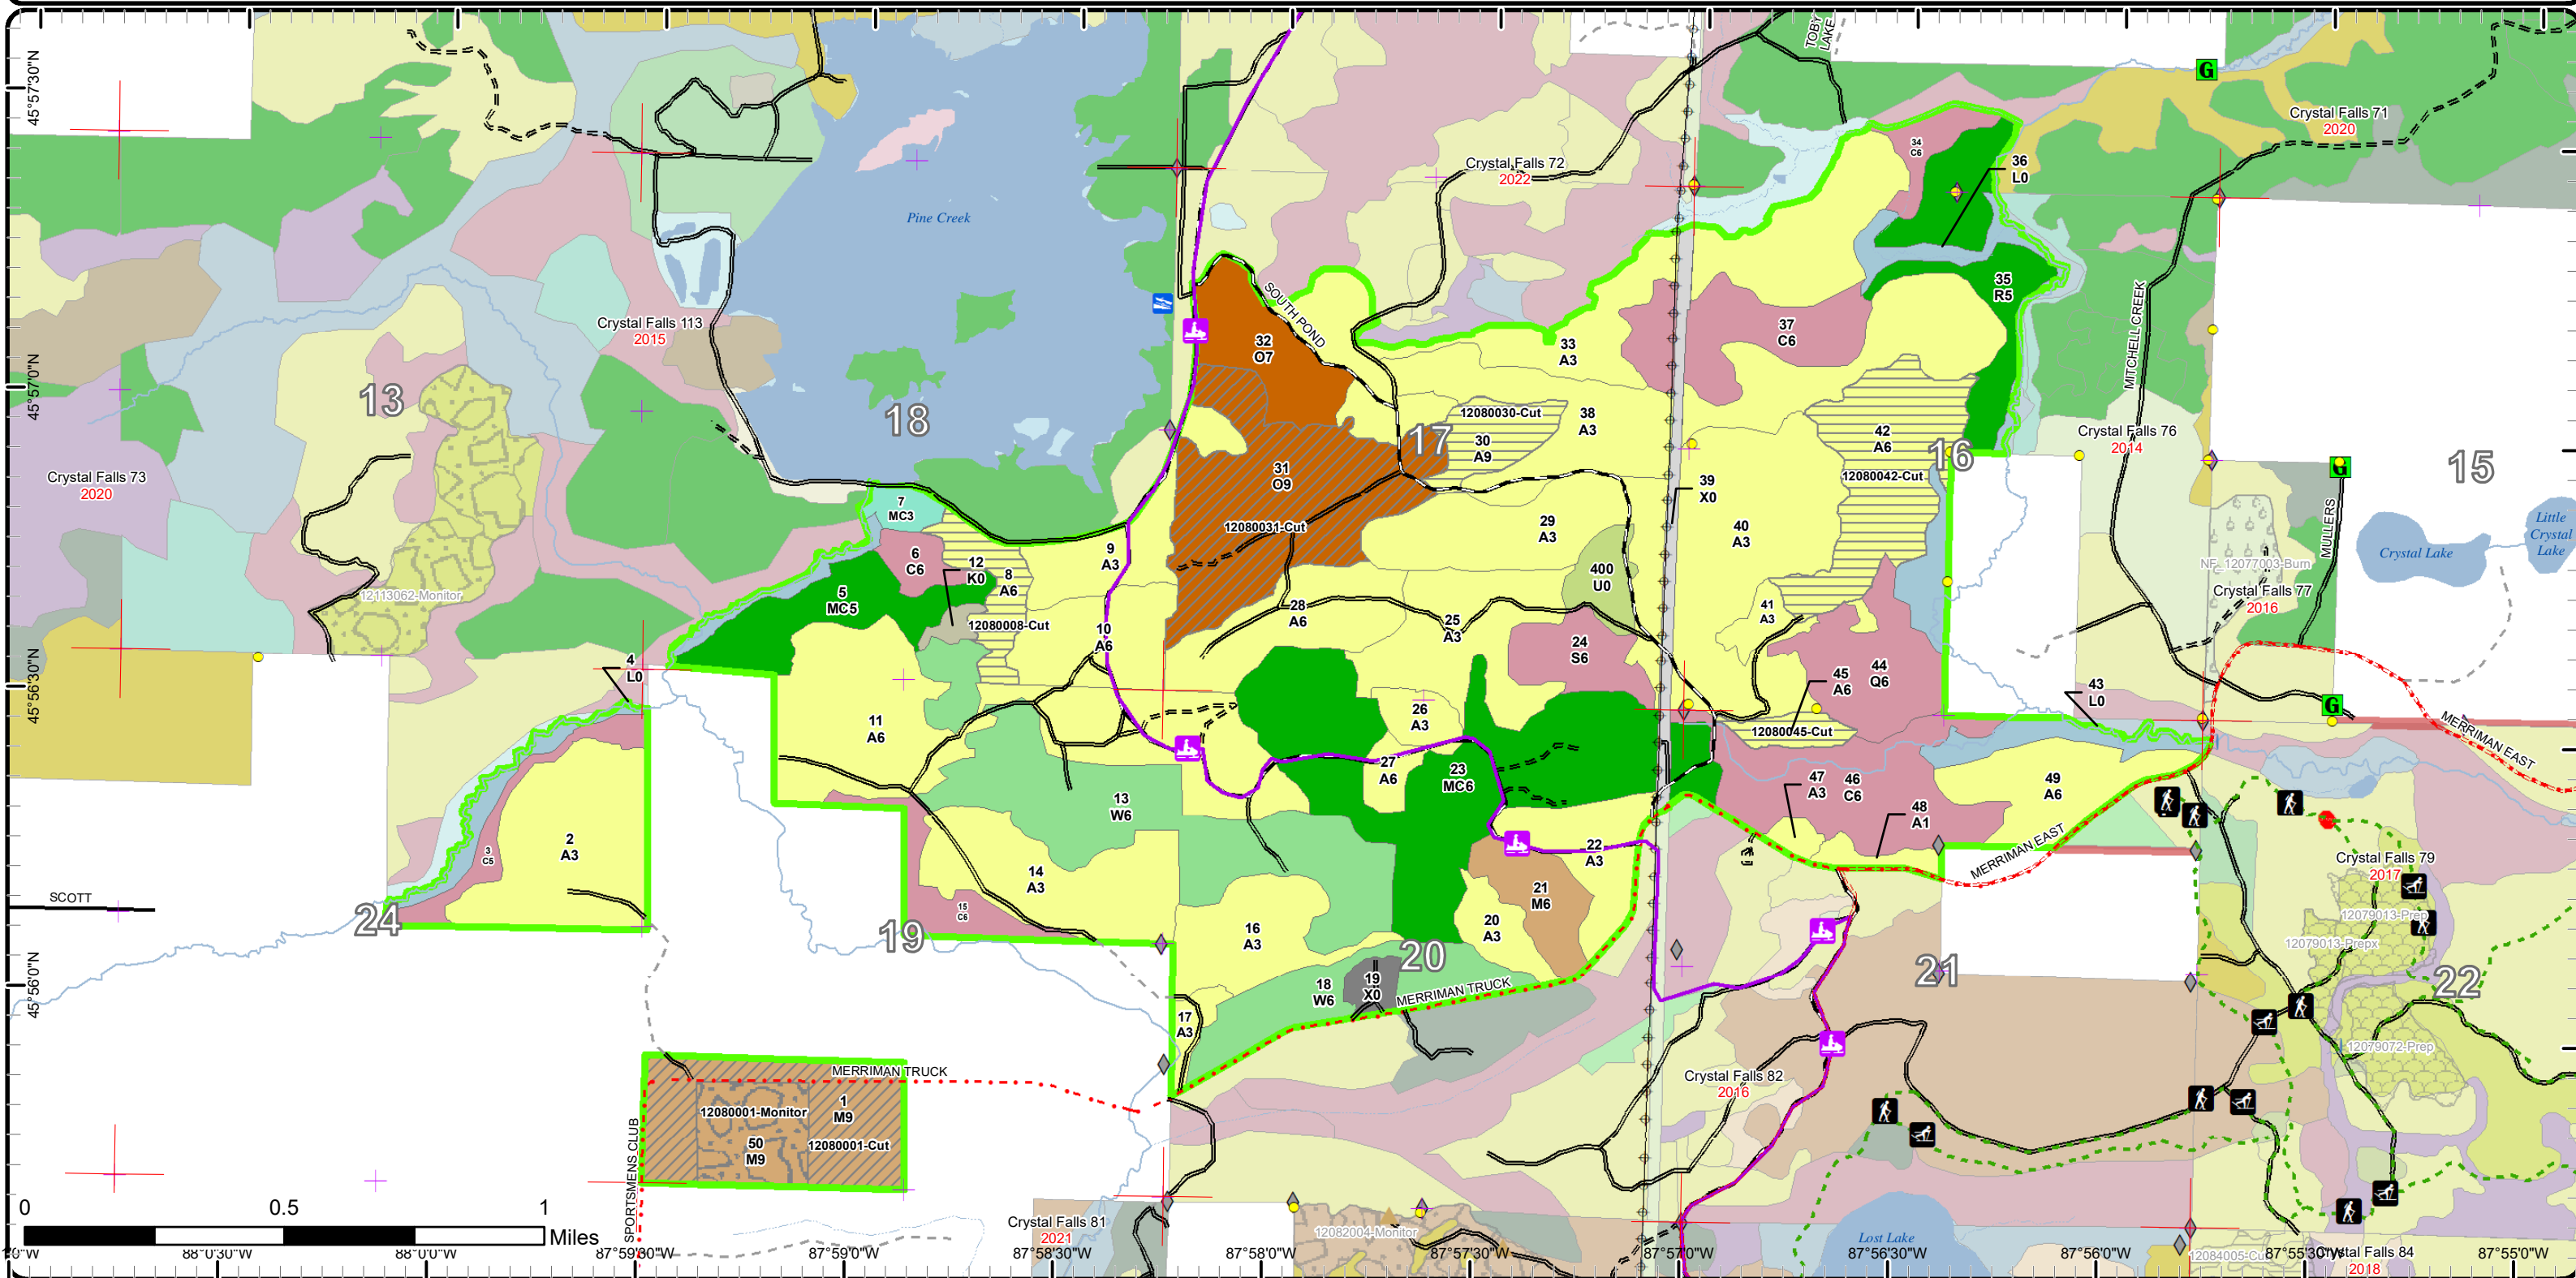 TOBY
LAKE
G
Crystal Falls 71
2020
45°57'30"N
Crystal Falls 72
2022
34
C6
36
L0
Pine Creek
35
R5
SOUTH POND
MITCHELL CREEK
Crystal Falls 113
2015
32
O7
33
A3
37
C6
45°57'0"N
13
18
17
16
15
12080030-Cut
38
A3
30
A9
42
A6
12080042-Cut
Crystal Falls 76
2014
G
Crystal Falls 73
2020
31
O9
39
X0
7
MC3
12080031-Cut
29
A3
40
A3
MULLERS
Crystal Lake
Little
Crystal
Lake
6
C6
9
A3
12
K0
8
A6
400
U0
NF_12077003-Burn
Crystal Falls 77
2016
12113062-Monitor
5
MC5
28
A6
41
A3
12080008-Cut
10
A6
25
A3
24
S6
4
L0
45°56'30"N
45
A6
44
Q6
43
L0
G
11
A6
26
A3
12080045-Cut
MERRIMAN EAST
27
A6
23
MC6
47
A3
46
C6
49
A6
13
W6
48
A1
2
A3
3
C5
22
A3
MERRIMAN EAST
Crystal Falls 79
2017
14
A3
21
M6
SCOTT
24
15
C6
19
16
A3
20
A3
12079013-Prep
12079013-Prepx
20
21
22
45°56'0"N
18
W6
19
X0
MERRIMAN TRUCK
17
A3
12079072-Prep
MERRIMAN TRUCK
Crystal Falls 82
2016
12080001-Monitor
1
M9
50
M9
12080001-Cut
SPORTSMENS CLUB
0 0.5 1
Miles
Crystal Falls 81
2021
12082004-Monitor
Lost Lake
Crystal Falls 84
2018
88°0'30"W 88°0'0"W 87°59'30"W 87°59'0"W 87°58'30"W 87°58'0"W 87°57'30"W 87°57'0"W 87°56'30"W 87°56'0"W 87°55'30"W 87°55'0"W